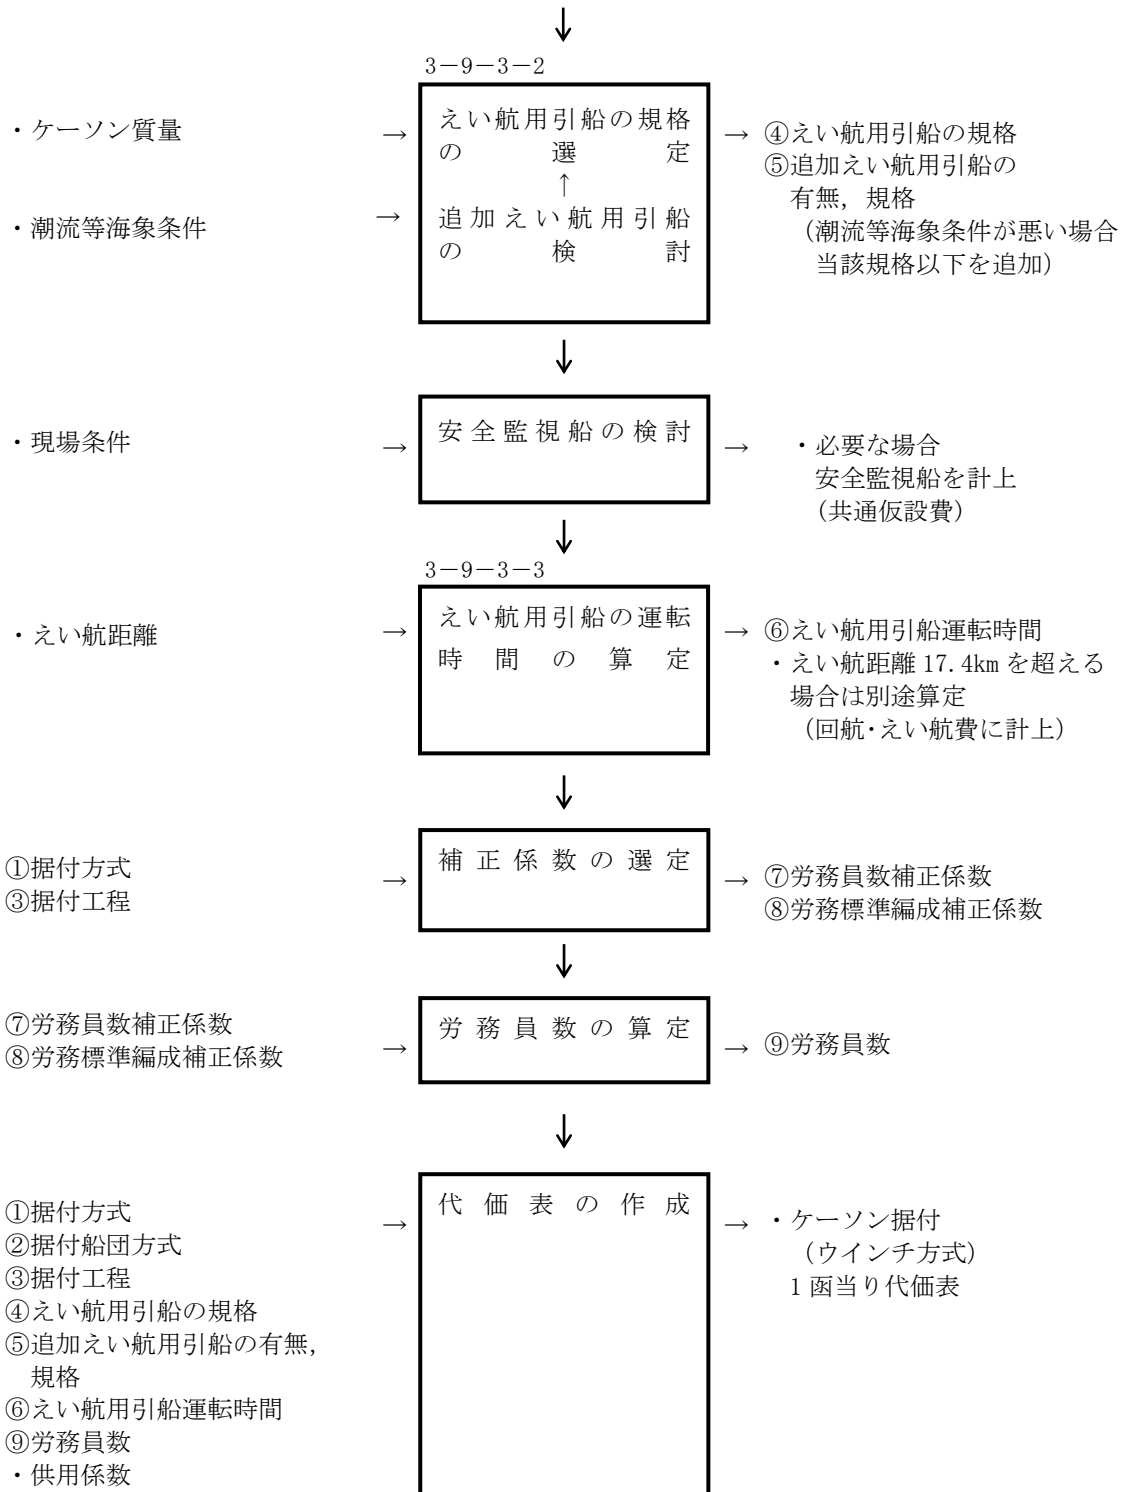 3－9－3－2
・ケーソン質量
・潮流等海象条件
→
→
えい航用引船の規格
の選定
↑
追加えい航用引船
の検討
→ ④えい航用引船の規格
⑤追加えい航用引船の
有無，規格
（潮流等海象条件が悪い場合
当該規格以下を追加）
・現場条件
→
安全監視船の検討
→ ・必要な場合
安全監視船を計上
（共通仮設費）
3－9－3－3
・えい航距離
→
えい航用引船の運転
時間の算定
→ ⑥えい航用引船運転時間
・えい航距離 17.4km を超える
場合は別途算定
（回航･えい航費に計上）
①据付方式
③据付工程
→
補正係数の選定
→ ⑦労務員数補正係数
⑧労務標準編成補正係数
⑦労務員数補正係数
⑧労務標準編成補正係数
→
労務員数の算定
→ ⑨労務員数
①据付方式
②据付船団方式
③据付工程
④えい航用引船の規格
⑤追加えい航用引船の有無，
規格
⑥えい航用引船運転時間
⑨労務員数
・供用係数
→
代価表の作成
→ ・ケーソン据付
（ウインチ方式）
1 函当り代価表